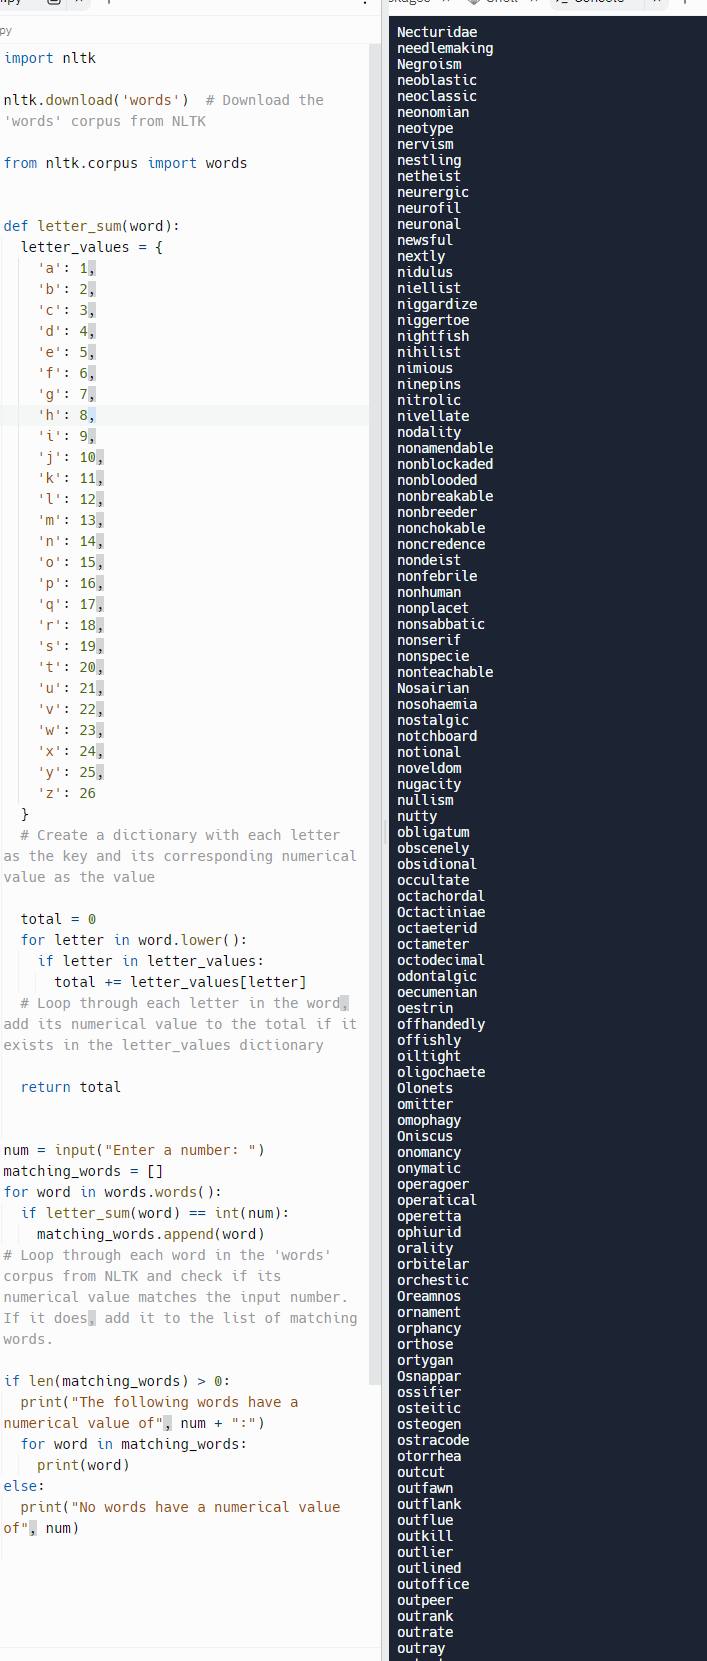 .py
py
import nltk
nltk.download('words')  # Download the
'words' corpus from NLTK
from nltk.corpus import words
def letter_sum(word):
letter_values = {
'a': 1,
'b': 2,
'c': 3,
'd': 4,
'e': 5,
'f': 6,
'g': 7,
'h': 8,
'i': 9,
'j': 10,
'k': 11,
'l': 12,
'm': 13,
'n': 14,
'o': 15,
'p': 16,
'q': 17,
'r': 18,
's': 19,
't': 20,
'u': 21,
'v': 22,
'w': 23,
'x': 24,
'y': 25,
'z': 26
}
# Create a dictionary with each letter
as the key and its corresponding numerical
value as the value
total = 0
for letter in word.lower():
if letter in letter_values:
total += letter_values[letter]
# Loop through each letter in the word,
add its numerical value to the total if it
exists in the letter_values dictionary
return total
num = input("Enter a number: ")
matching_words = []
for word in words.words():
if letter_sum(word) == int(num):
matching_words.append(word)
# Loop through each word in the 'words'
corpus from NLTK and check if its
numerical value matches the input number.
If it does, add it to the list of matching
words.
if len(matching_words) > 0:
print("The following words have a
numerical value of", num + ":")
for word in matching_words:
print(word)
else:
print("No words have a numerical value
of", num)
Necturidae
needlemaking
Negroism
neoblastic
neoclassic
neonomian
neotype
nervism
nestling
netheist
neurergic
neurofil
neuronal
newsful
nextly
nidulus
niellist
niggardize
niggertoe
nightfish
nihilist
nimious
ninepins
nitrolic
nivellate
nodality
nonamendable
nonblockaded
nonblooded
nonbreakable
nonbreeder
nonchokable
noncredence
nondeist
nonfebrile
nonhuman
nonplacet
nonsabbatic
nonserif
nonspecie
nonteachable
Nosairian
nosohaemia
nostalgic
notchboard
notional
noveldom
nugacity
nullism
nutty
obligatum
obscenely
obsidional
occultate
octachordal
Octactiniae
octaeterid
octameter
octodecimal
odontalgic
oecumenian
oestrin
offhandedly
offishly
oiltight
oligochaete
Olonets
omitter
omophagy
Oniscus
onomancy
onymatic
operagoer
operatical
operetta
ophiurid
orality
orbitelar
orchestic
Oreamnos
ornament
orphancy
orthose
ortygan
Osnappar
ossifier
osteitic
osteogen
ostracode
otorrhea
outcut
outfawn
outflank
outflue
outkill
outlier
outlined
outoffice
outpeer
outrank
outrate
outray